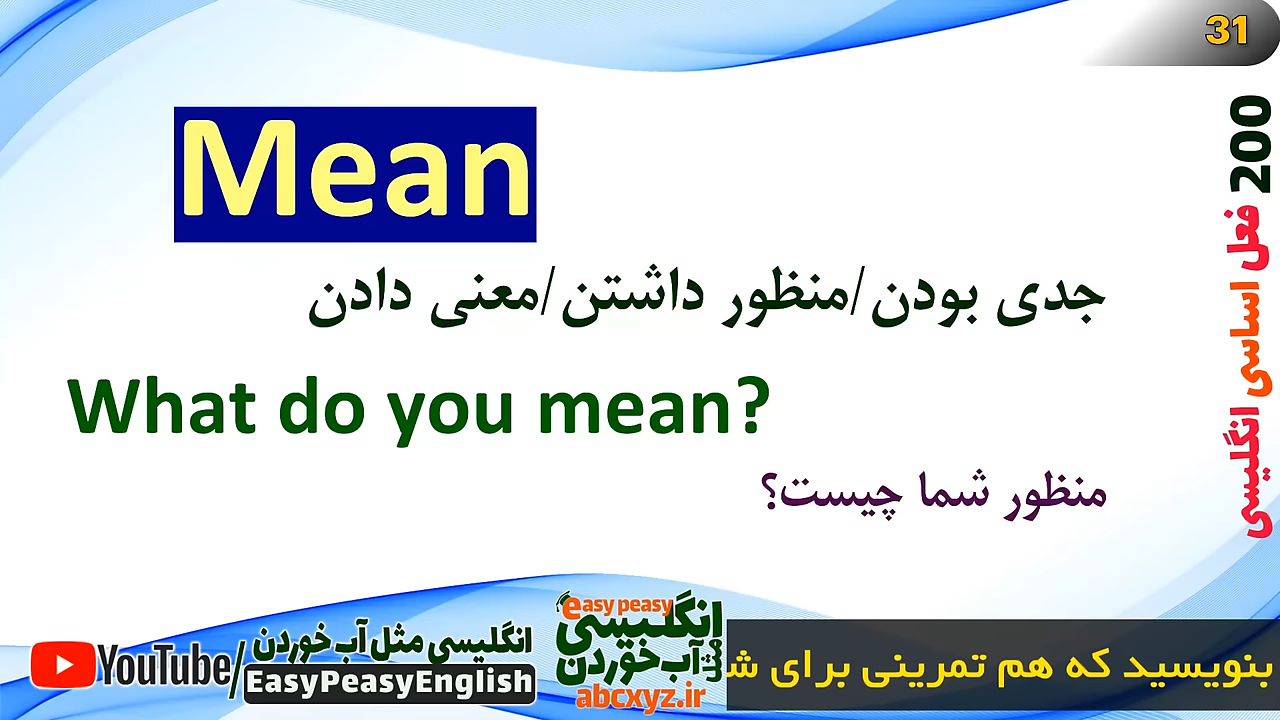 31
Mean
جدی بودن/منظور داشتن/معنی دادن
What do you mean?
منظور شما چیست؟
200 فعل اساسی انگلیسی
YouTube/
انگلیسی مثل آب خوردن
EasyPeasyEnglish
easy peasy
انگلیسی
مثل آب خوردن
abcxyz.ir
بنویسید که هم تمرینی برای ش